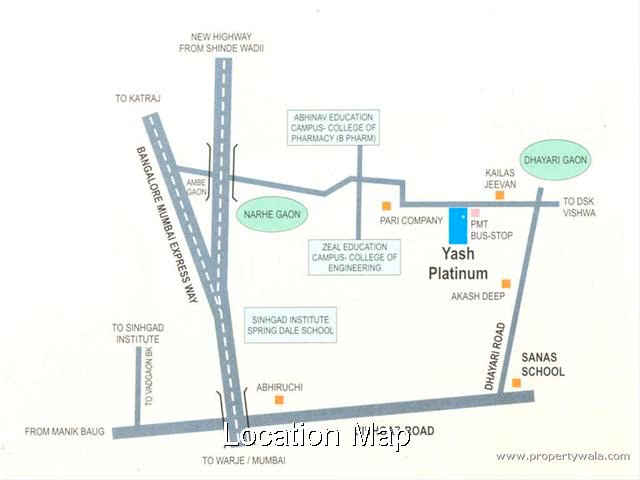 NEW HIGHWAY
FROM SHINDE WADII
TO KATRAJ
ABHINAV EDUCATION
CAMPUS- COLLEGE OF
PHARMACY (B PHARM)
DHAYARI GAON
BANGALORE MUMBAI EXPRESS WAY
AMBE
GAON
KAILAS
JEEVAN
NARHE GAON
PARI COMPANY
PMT
BUS-STOP
TO DSK
VISHWA
ZEAL EDUCATION
CAMPUS- COLLEGE OF
ENGINEERING
Yash
Platinum
AKASH DEEP
SINHGAD INSTITUTE
SPRING DALE SCHOOL
TO SINHGAD
INSTITUTE
TO VADGAON BK
DHAYARI ROAD
SANAS
SCHOOL
ABHIRUCHI
FROM MANIK BAUG
ROAD
Location Map
TO WARJE / MUMBAI
www.propertywala.com